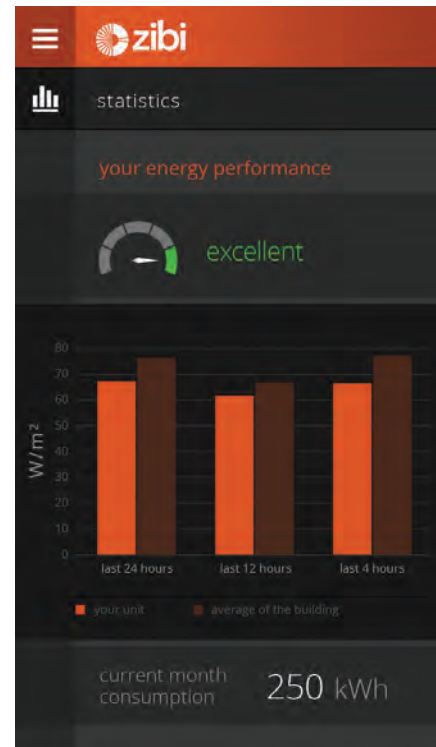 zibi
statistics
your energy performance
excellent
80
70
60
50
40
30
20
10
0
W/m²
last 24 hours last 12 hours last 4 hours
your unit average of the building
current month
consumption
250 kWh